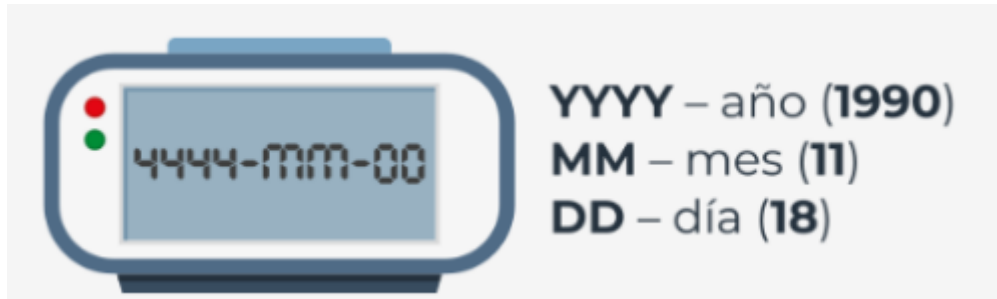 YYYY-MM-DD
YYYY – año (1990)
MM – mes (11)
DD – día (18)